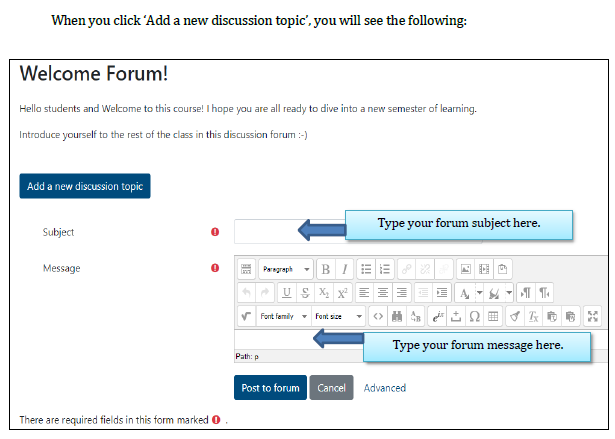 When you click ‘Add a new discussion topic’, you will see the following:
Welcome Forum!
Hello students and Welcome to this course! I hope you are all ready to dive into a new semester of learning.
Introduce yourself to the rest of the class in this discussion forum :-)
Add a new discussion topic
Subject
Type your forum subject here.
Message
Paragraph B I
U S X₂ X²
Font family Font size
Type your forum message here.
Path: p
Post to forum Cancel Advanced
There are required fields in this form marked .